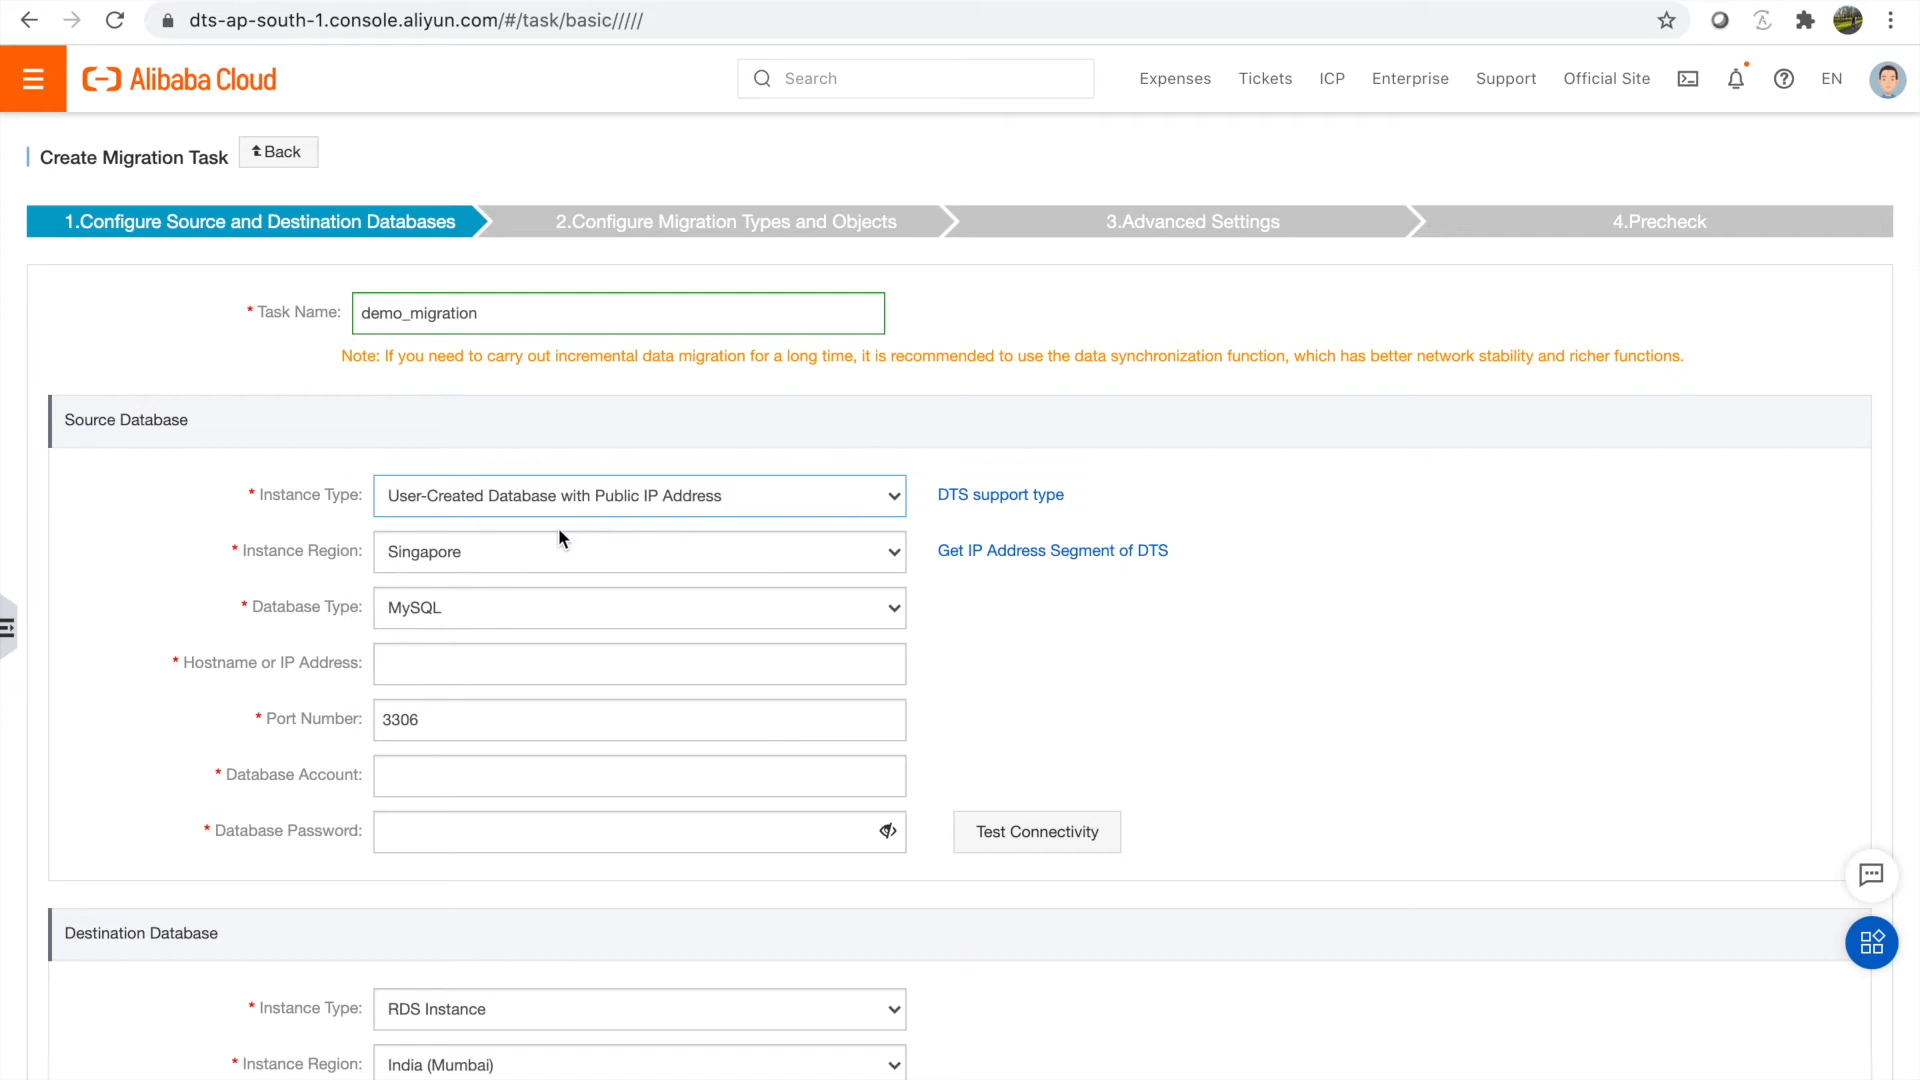 dts-ap-south-1.console.aliyun.com/#/task/basic/////
Alibaba Cloud
Search
Expenses Tickets ICP Enterprise Support Official Site EN
Create Migration Task Back
1.Configure Source and Destination Databases 2.Configure Migration Types and Objects 3.Advanced Settings 4.Precheck
* Task Name: demo_migration
Note: If you need to carry out incremental data migration for a long time, it is recommended to use the data synchronization function, which has better network stability and richer functions.
Source Database
* Instance Type: User-Created Database with Public IP Address DTS support type
* Instance Region: Singapore Get IP Address Segment of DTS
* Database Type: MySQL
* Hostname or IP Address:
* Port Number: 3306
* Database Account:
* Database Password: Test Connectivity
Destination Database
* Instance Type: RDS Instance
* Instance Region: India (Mumbai)